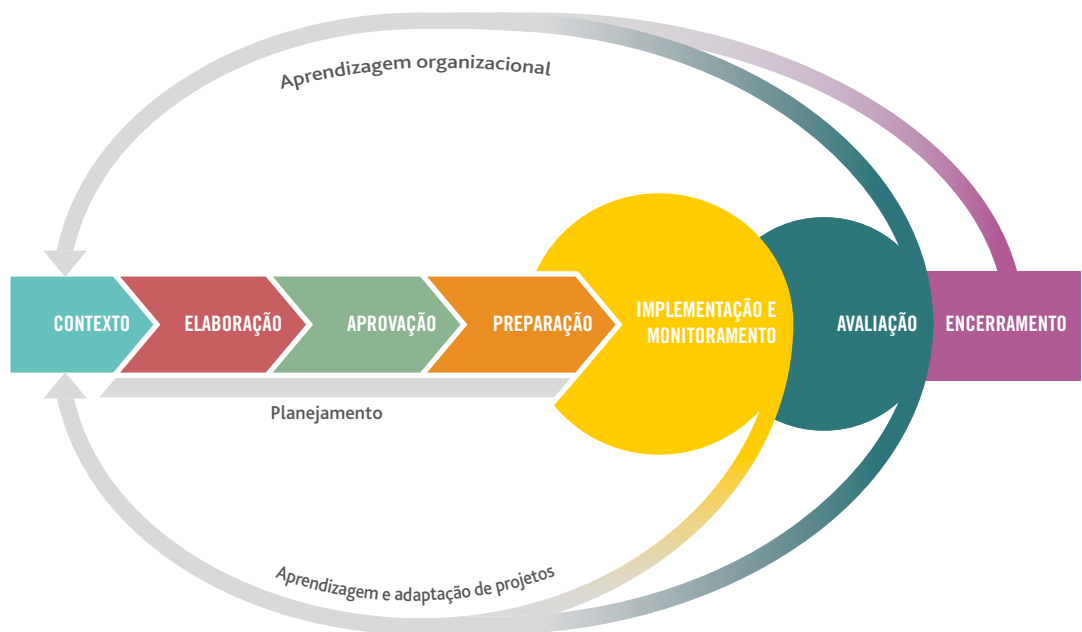 Aprendizagem organizacional
CONTEXTO
ELABORAÇÃO
APROVAÇÃO
PREPARAÇÃO
IMPLEMENTAÇÃO E
MONITORAMENTO
AVALIAÇÃO
ENCERRAMENTO
Planejamento
Aprendizagem e adaptação de projetos